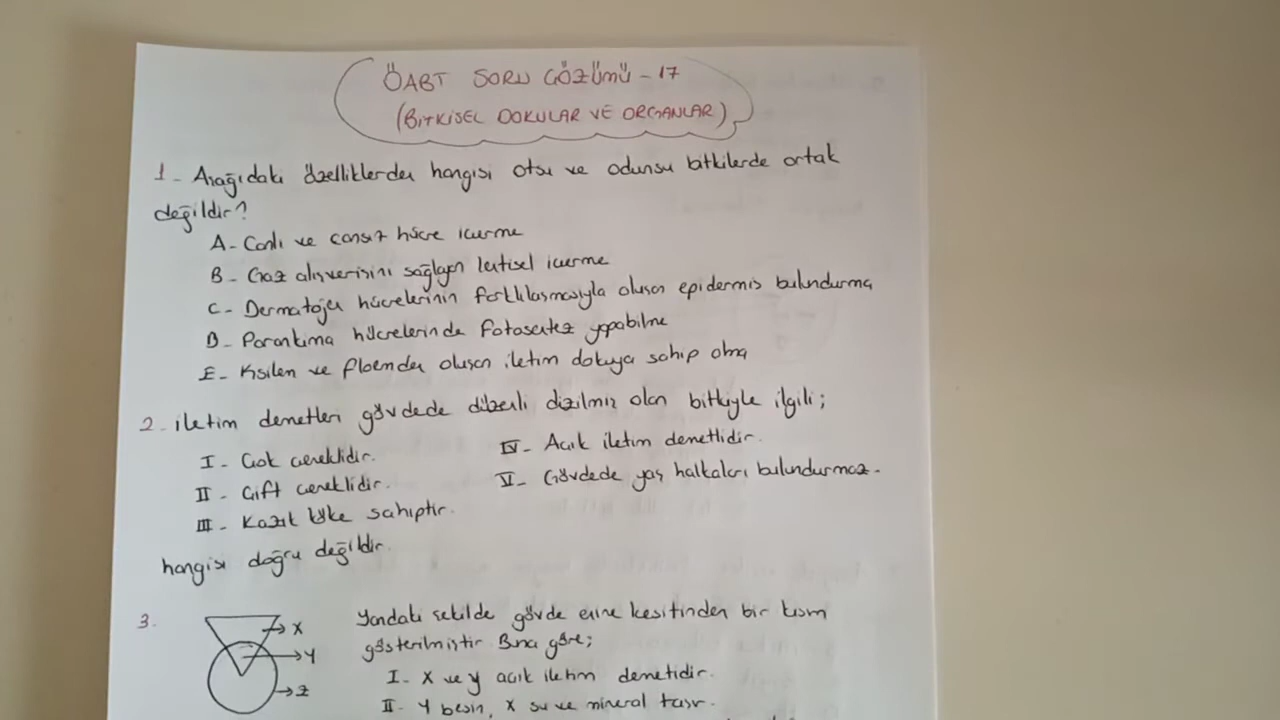 ÖABT SORU ÇÖZÜMÜ - 17
(BİTKİSEL DOKULAR VE ORGANLAR)
1 - Aşağıdaki özelliklerden hangisi otsu ve odunsu bitkilerde ortak
değildir?
A - Canlı ve cansız hücre içerme
B - Gaz alışverişini sağlayan lentisel içerme
C - Dermatojen hücrelerinin farklılaşmasıyla oluşan epidermis bulundurma
D - Parankima hücrelerinde fotosentez yapabilme
E - Ksilem ve floemden oluşan iletim dokuya sahip olma
2. İletim demetleri gövdede düzenli dizilmiş olan bitkiyle ilgili;
I - Çok çeneklidir.
II - Çift çeneklidir.
III - Kazık köke sahiptir.
IV - Açık iletim demetlidir.
V - Gövdede yaş halkaları bulundurmaz.
hangisi doğru değildir.
3.
X
Y
Z
Yandaki şekilde gövde enine kesitinden bir kısım
gösterilmiştir. Buna göre;
I - X ve Y açık iletim demetidir.
II - Y besin, X su ve mineral taşır.